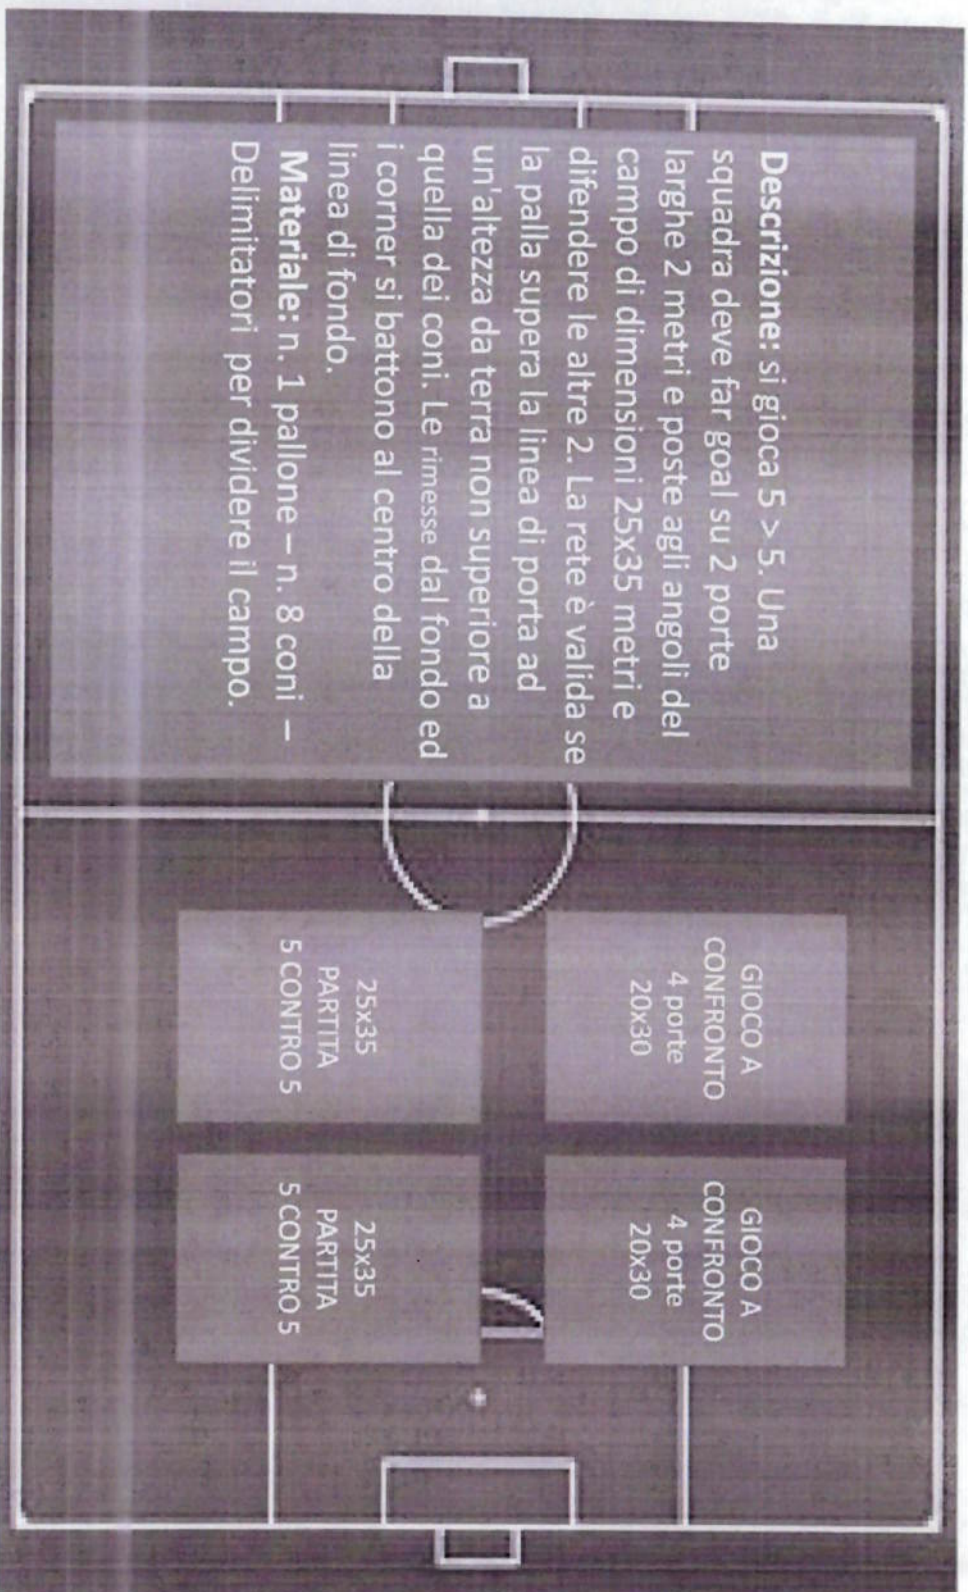 Descrizione: si gioca 5 > 5. Una
squadra deve far goal su 2 porte
larghe 2 metri e poste agli angoli del
campo di dimensioni 25x35 metri e
difendere le altre 2. La rete è valida se
la palla supera la linea di porta ad
un'altezza da terra non superiore a
quella dei coni. Le rimesse dal fondo ed
i corner si battono al centro della
linea di fondo.
Materiale: n. 1 pallone – n. 8 coni –
Delimitatori per dividere il campo.
GIOCO A
CONFRONTO
4 porte
20x30
GIOCO A
CONFRONTO
4 porte
20x30
25x35
PARTITA
5 CONTRO 5
25x35
PARTITA
5 CONTRO 5